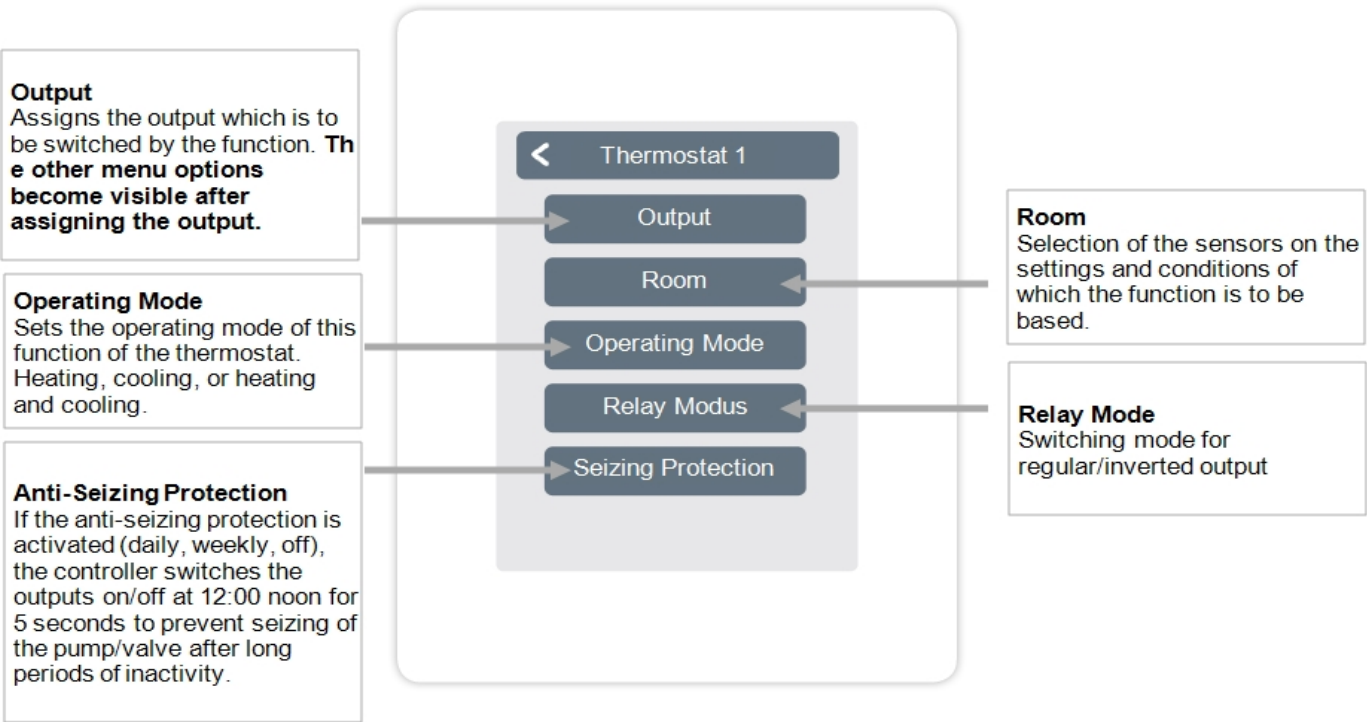 Output
Assigns the output which is to
be switched by the function. Th
e other menu options
become visible after
assigning the output.
Operating Mode
Sets the operating mode of this
function of the thermostat.
Heating, cooling, or heating
and cooling.
Anti-Seizing Protection
If the anti-seizing protection is
activated (daily, weekly, off),
the controller switches the
outputs on/off at 12:00 noon for
5 seconds to prevent seizing of
the pump/valve after long
periods of inactivity.
< Thermostat 1
Output
Room
Operating Mode
Relay Modus
Seizing Protection
Room
Selection of the sensors on the
settings and conditions of
which the function is to be
based.
Relay Mode
Switching mode for
regular/inverted output